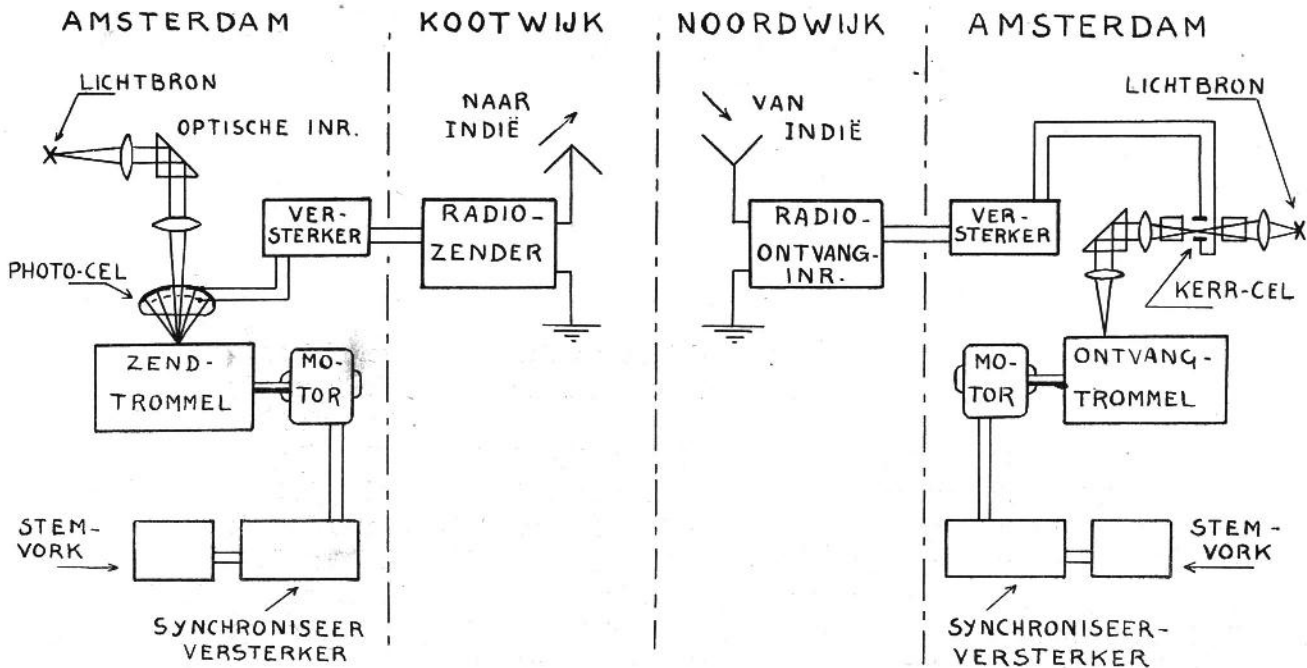 AMSTERDAM
KOOTWIJK
NOORDWIJK
AMSTERDAM
LICHTBRON
OPTISCHE INR.
PHOTO-CEL
VER-
STERKER
ZEND-
TROMMEL
MO-
TOR
STEM-
VORK
SYNCHRONISEER
VERSTERKER
NAAR
INDIË
RADIO-
ZENDER
VAN
INDIË
RADIO-
ONTVANG-
INR.
LICHTBRON
VER-
STERKER
KERR-CEL
MO-
TOR
ONTVANG-
TROMMEL
STEM-
VORK
SYNCHRONISEER-
VERSTERKER